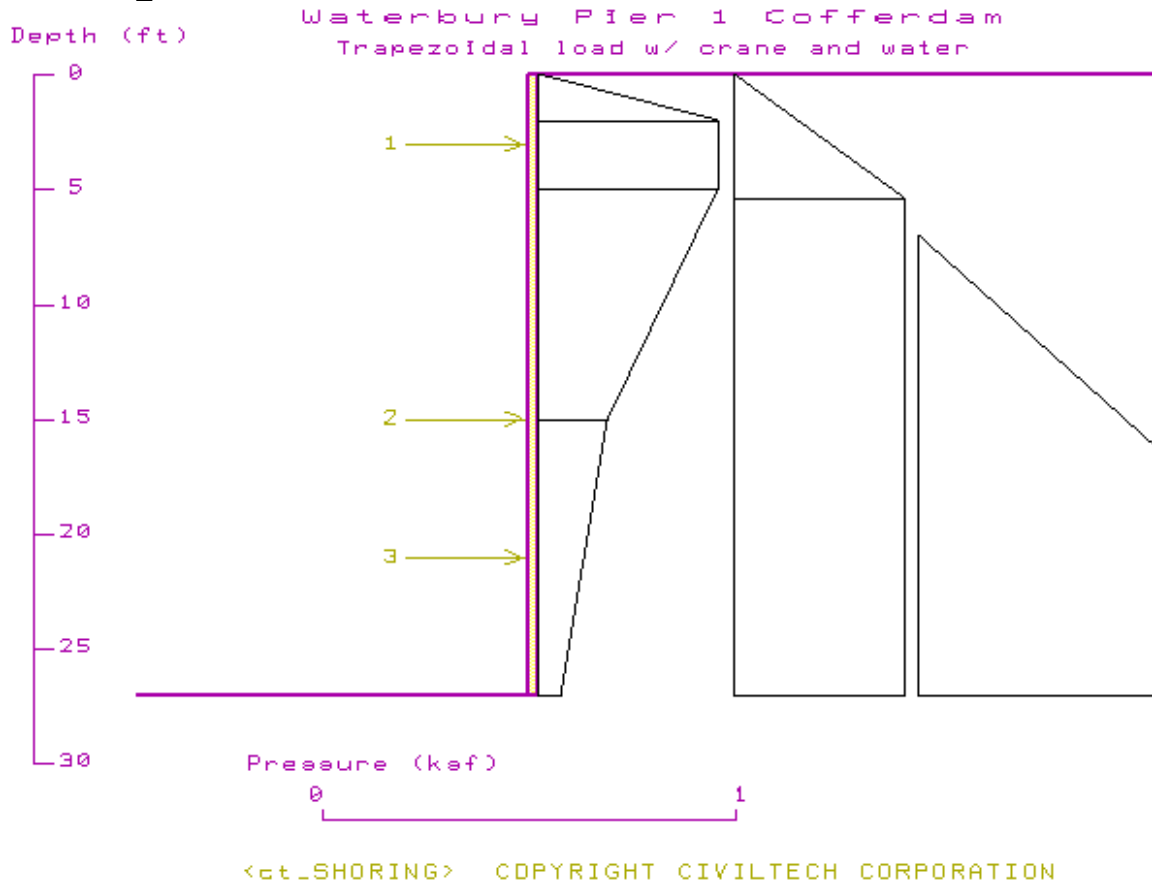 Waterbury PIer 1 Cofferdam
Depth (ft)
TrapezoIdal load w/ crane and water
0
1
5
10
2
15
20
3
25
30
Pressure (ksf)
0 1
<ct_SHORING> COPYRIGHT CIVILTECH CORPORATION